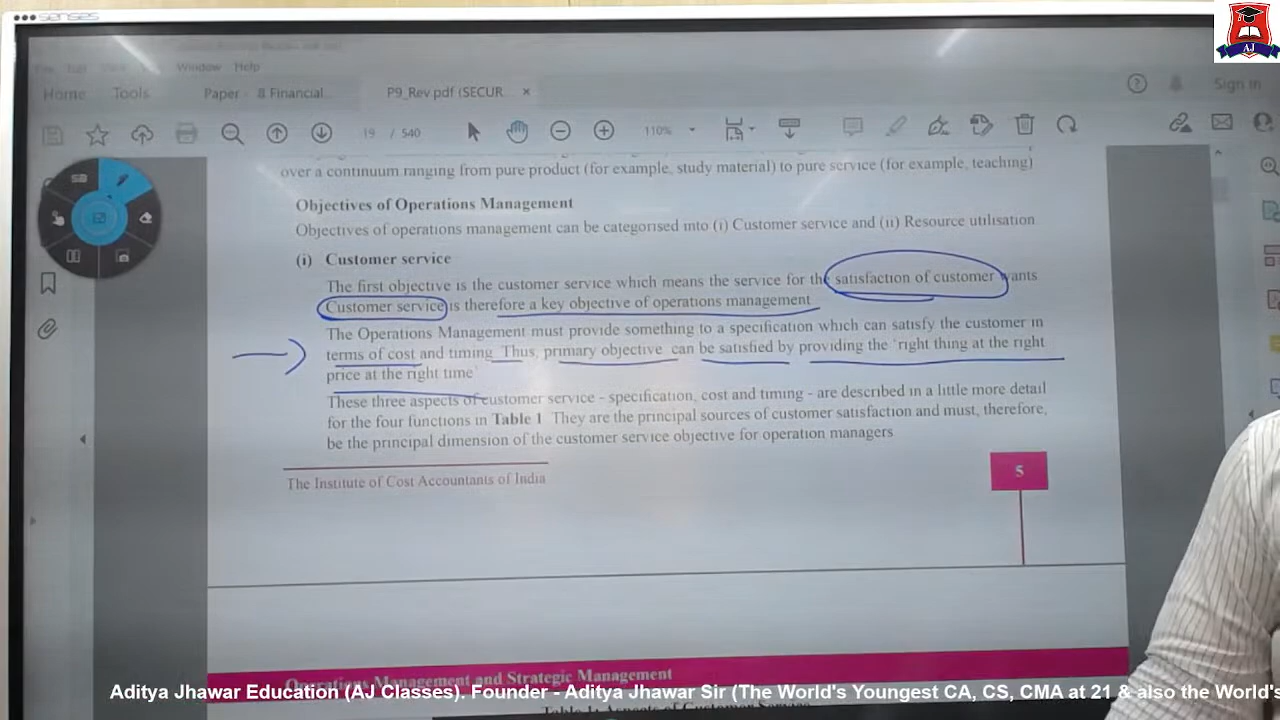 senses
AJ
Window Help
Home Tools Paper - 8 Financial... P9_Rev.pdf (SECUR... × Sign In
19 / 540 110%
over a continuum ranging from pure product (for example, study material) to pure service (for example, teaching)
Objectives of Operations Management
Objectives of operations management can be categorised into (i) Customer service and (ii) Resource utilisation
(i) Customer service
The first objective is the customer service which means the service for the satisfaction of customer wants
Customer service is therefore a key objective of operations management
The Operations Management must provide something to a specification which can satisfy the customer in
terms of cost and timing Thus, primary objective can be satisfied by providing the 'right thing at the right
price at the right time'
These three aspects of customer service - specification, cost and timing - are described in a little more detail
for the four functions in Table 1 They are the principal sources of customer satisfaction and must, therefore,
be the principal dimension of the customer service objective for operation managers
The Institute of Cost Accountants of India
5
Operations Management and Strategic Management
Aditya Jhawar Education (AJ Classes). Founder - Aditya Jhawar Sir (The World's Youngest CA, CS, CMA at 21 & also the World's
Table 1: Aspects of Customer Service